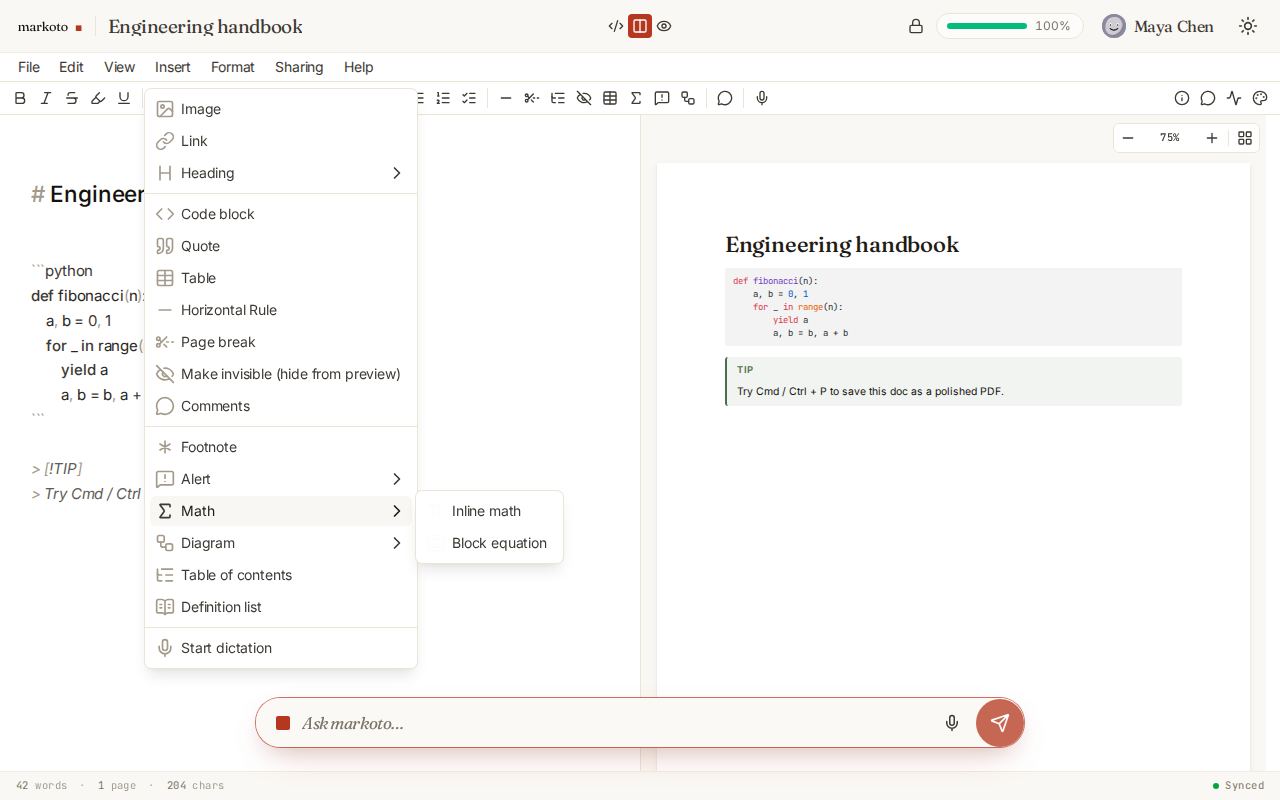 markoto
Engineering handbook
100%
Maya Chen
File Edit View Insert Format Sharing Help
Image
Link
Heading
Code block
Quote
Table
Horizontal Rule
Page break
Make invisible (hide from preview)
Comments
Footnote
Alert
Math
Diagram
Table of contents
Definition list
Start dictation
Inline math
Block equation
# Engineer
```python
def fibonacci(n):
a, b = 0, 1
for _ in range(
yield a
a, b = b, a +
```
> [!TIP]
> Try Cmd / Ctrl
75%
Engineering handbook
def fibonacci(n):
a, b = 0, 1
for _ in range(n):
yield a
a, b = b, a + b
TIP
Try Cmd / Ctrl + P to save this doc as a polished PDF.
Ask markoto...
42 words · 1 page · 204 chars
Synced